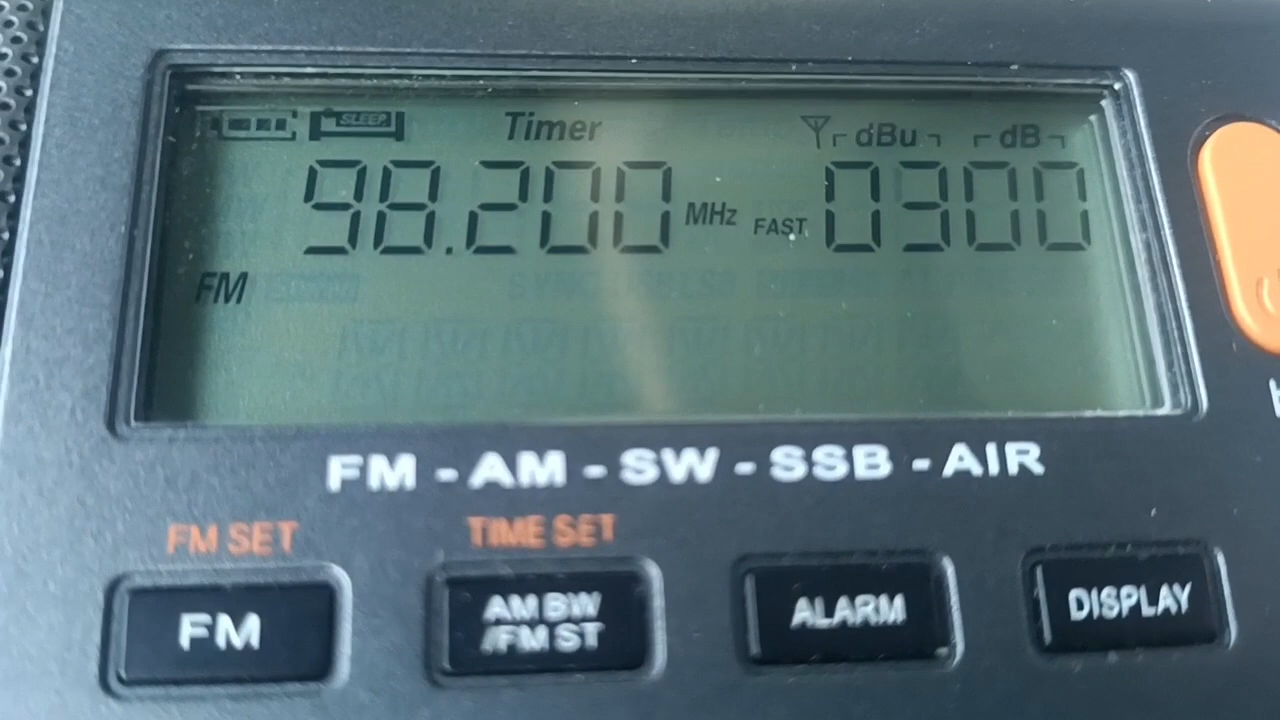 SLEEP Timer dBu dB
98.200 MHz FAST 0300
FM
FM - AM - SW - SSB - AIR
FM SET TIME SET
FM AM BW /FM ST ALARM DISPLAY